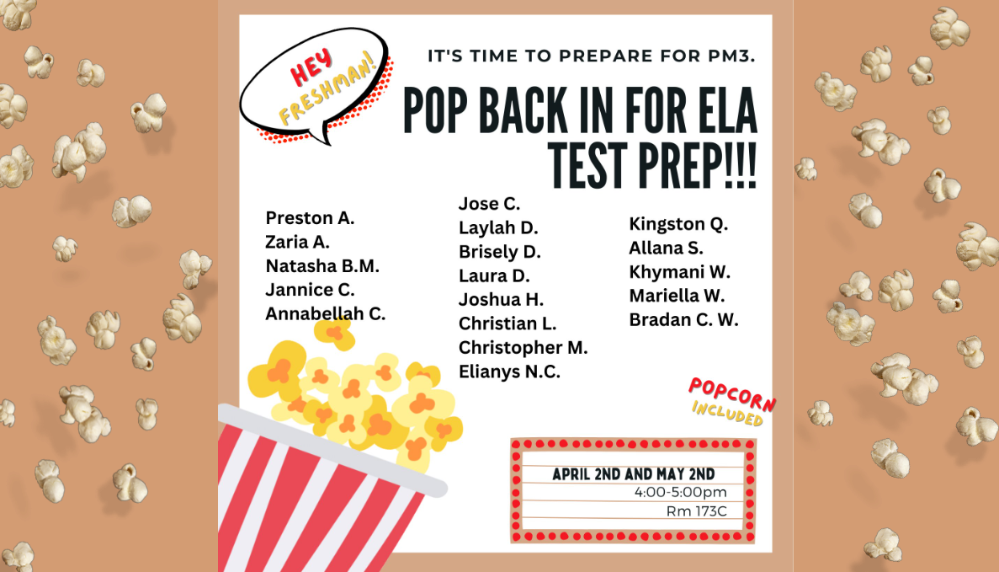 HEY
FRESHMAN!
IT'S TIME TO PREPARE FOR PM3.
POP BACK IN FOR ELA
TEST PREP!!!
Preston A.
Zaria A.
Natasha B.M.
Jannice C.
Annabellah C.
Jose C.
Laylah D.
Brisely D.
Laura D.
Joshua H.
Christian L.
Christopher M.
Elianys N.C.
Kingston Q.
Allana S.
Khymani W.
Mariella W.
Bradan C. W.
POPCORN
INCLUDED
APRIL 2ND AND MAY 2ND
4:00-5:00pm
Rm 173C